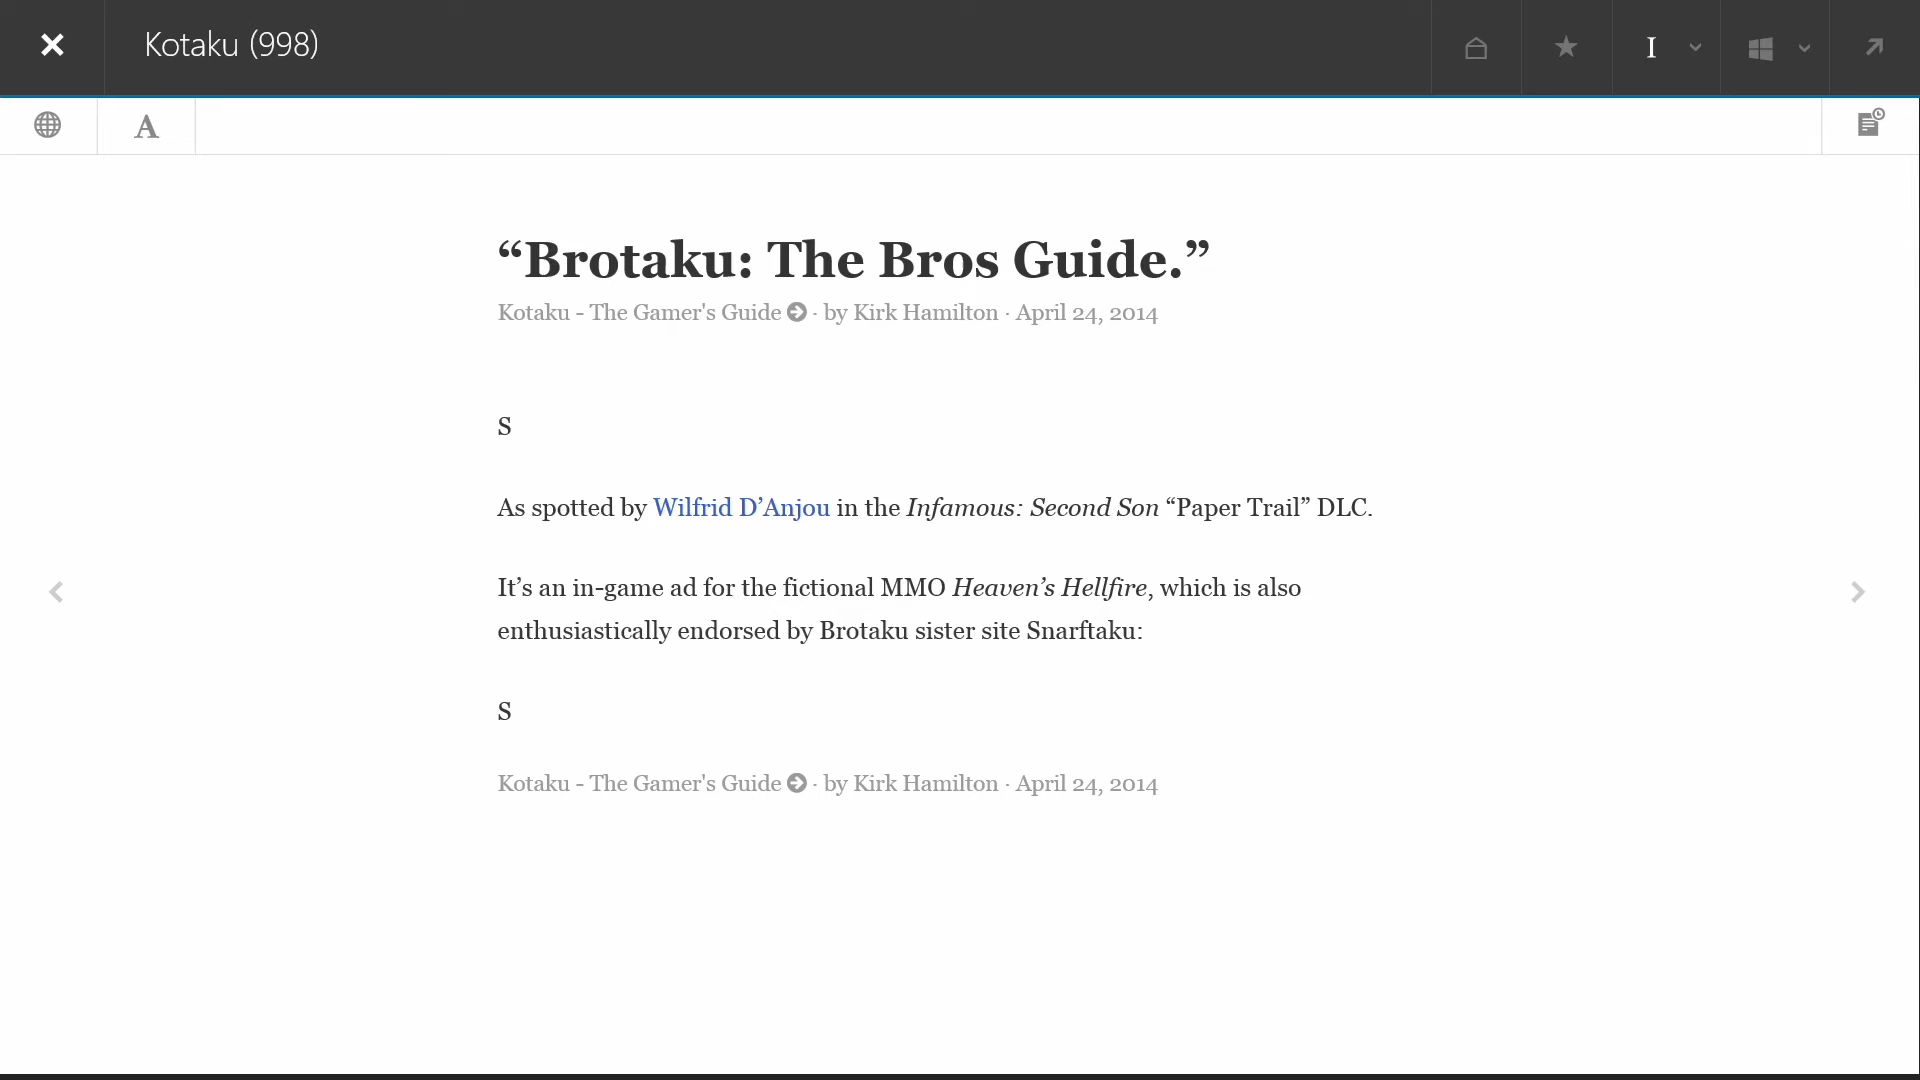 Kotaku (998)
I
A
“Brotaku: The Bros Guide.”
Kotaku - The Gamer's Guide · by Kirk Hamilton · April 24, 2014
S
As spotted by Wilfrid D’Anjou in the Infamous: Second Son “Paper Trail” DLC.
It’s an in-game ad for the fictional MMO Heaven’s Hellfire, which is also
enthusiastically endorsed by Brotaku sister site Snarftaku:
S
Kotaku - The Gamer's Guide · by Kirk Hamilton · April 24, 2014